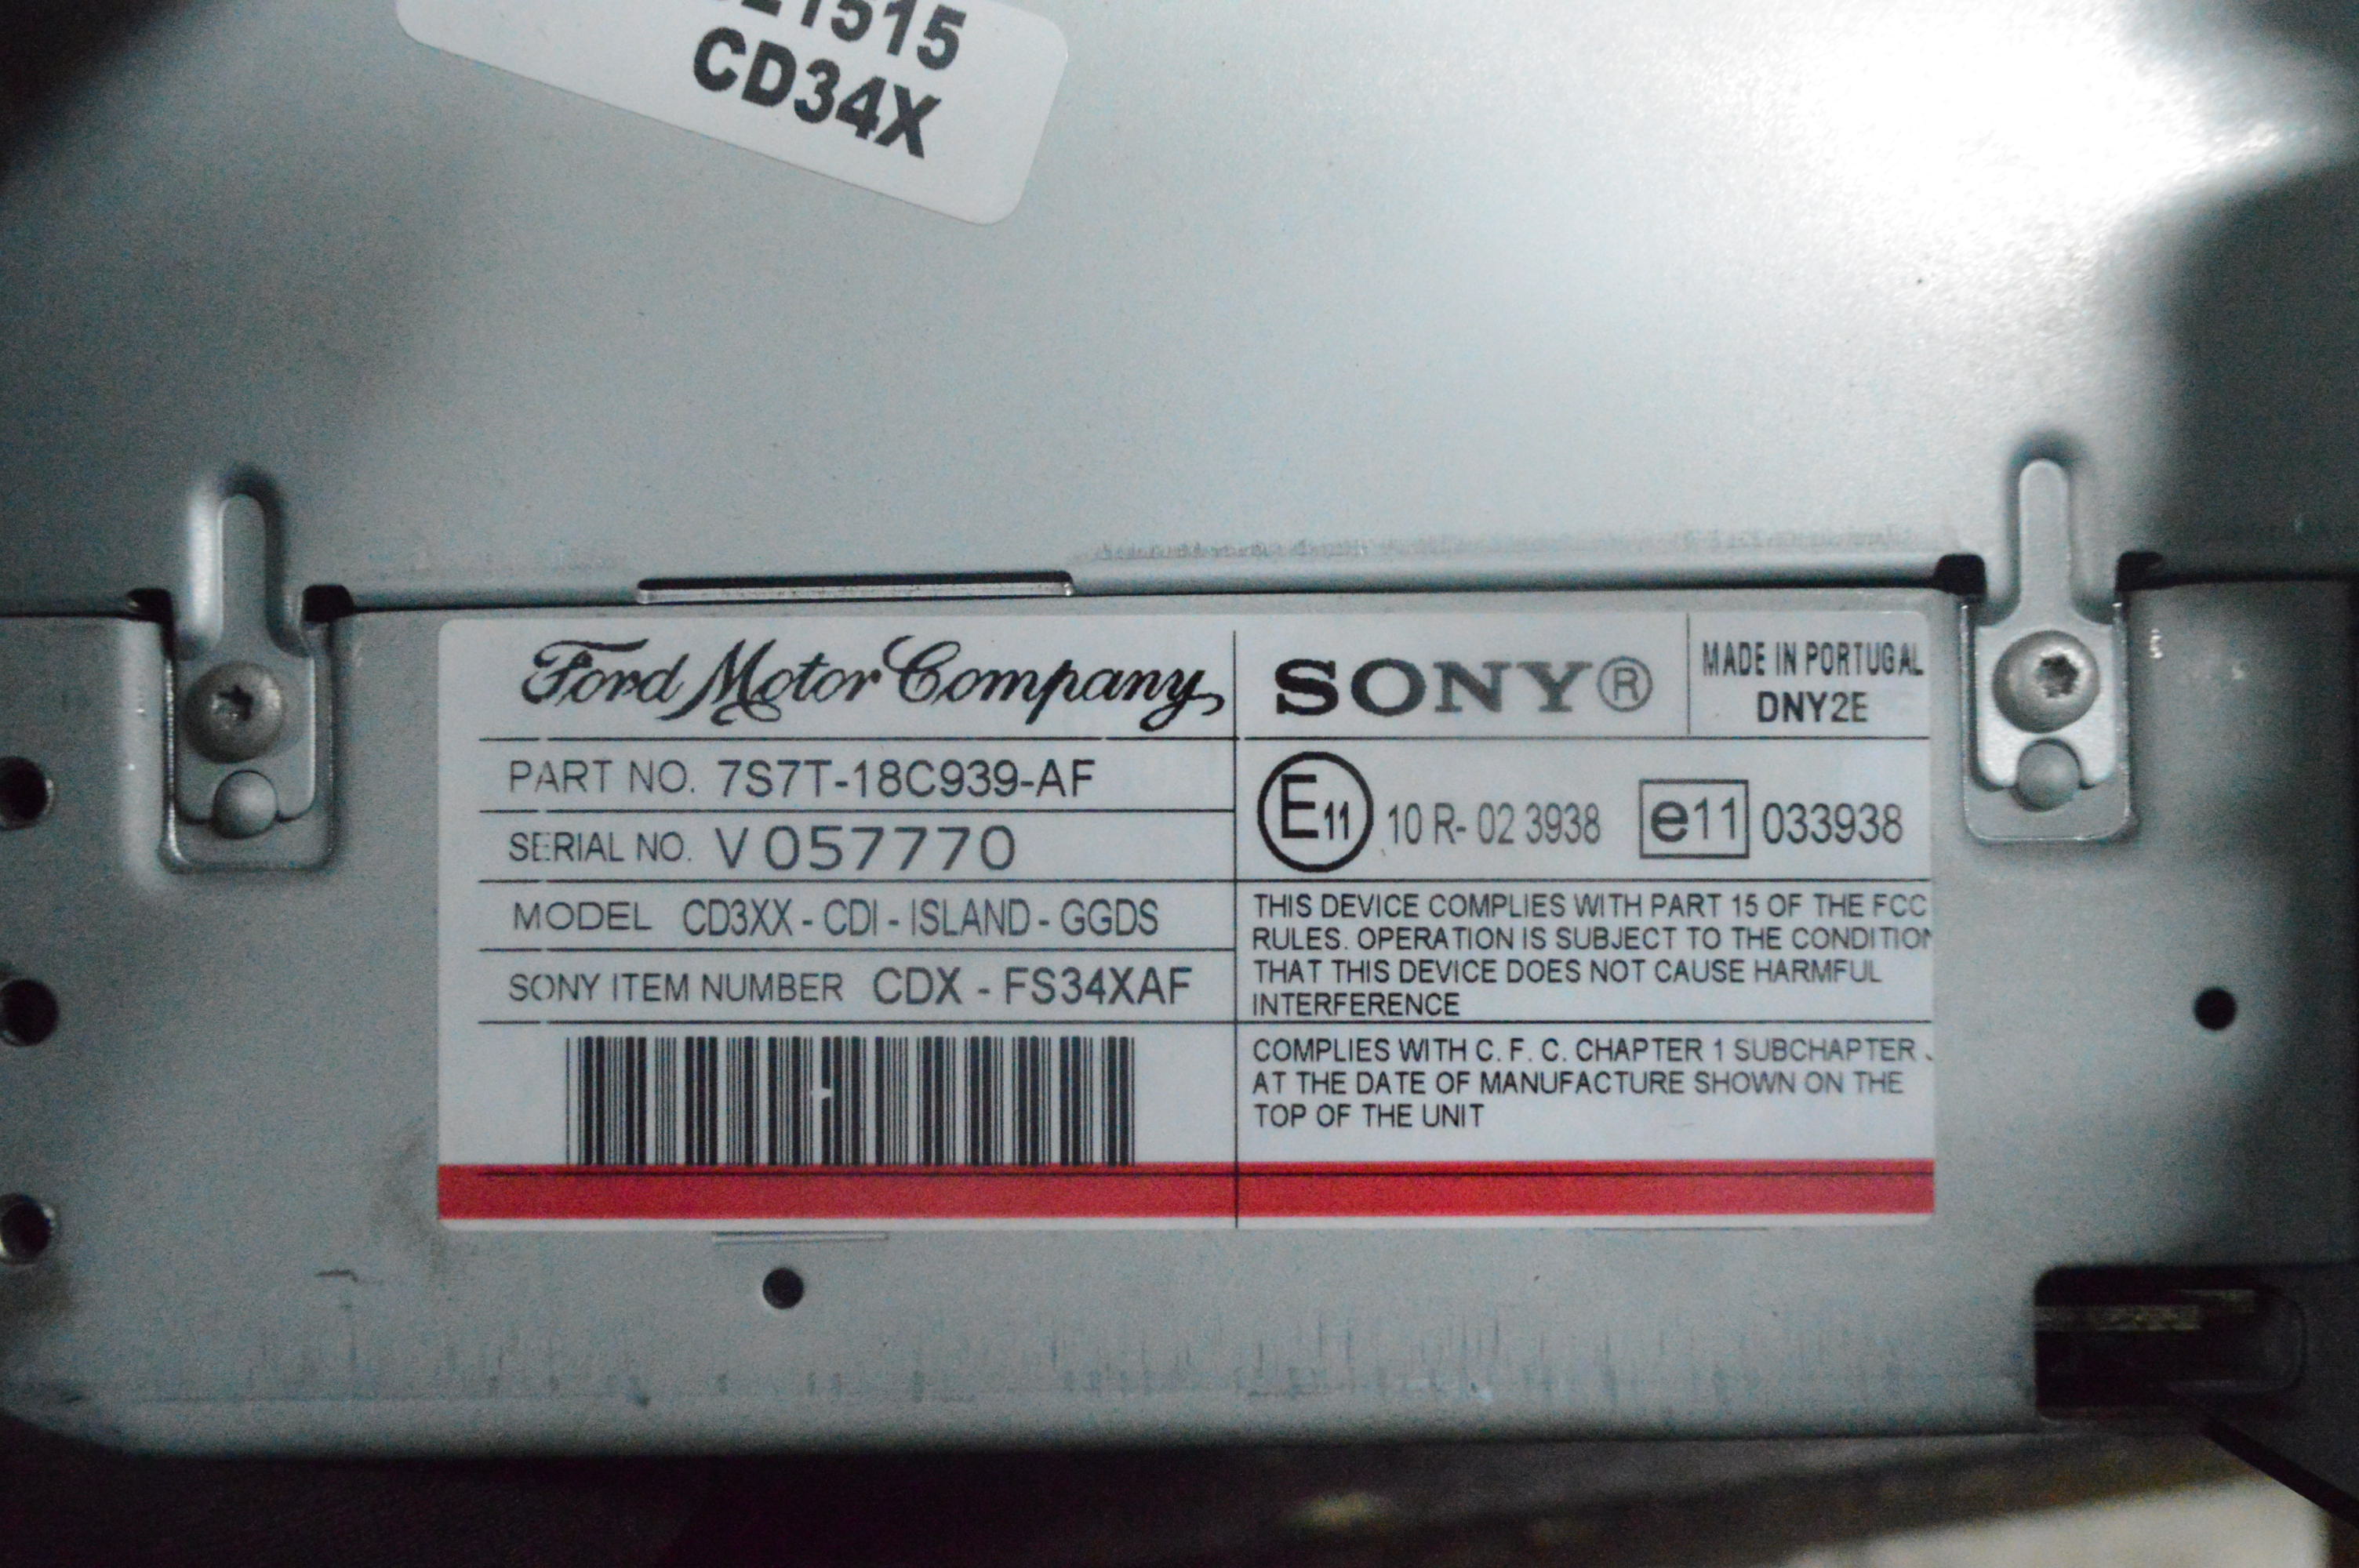 1515
CD34X
Ford Motor Company
PART NO. 7S7T-18C939-AF
SERIAL NO. V057770
MODEL CD3XX - CDI - ISLAND - GGDS
SONY ITEM NUMBER CDX - FS34XAF
SONY®
MADE IN PORTUGAL
DNY2E
E11 10 R- 02 3938 e11 033938
THIS DEVICE COMPLIES WITH PART 15 OF THE FCC
RULES. OPERATION IS SUBJECT TO THE CONDITION
THAT THIS DEVICE DOES NOT CAUSE HARMFUL
INTERFERENCE
COMPLIES WITH C. F. C. CHAPTER 1 SUBCHAPTER
AT THE DATE OF MANUFACTURE SHOWN ON THE
TOP OF THE UNIT